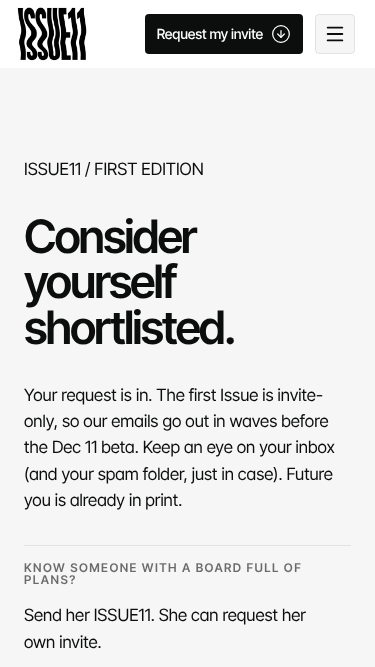 ISSUE11
Request my invite
ISSUE11 / FIRST EDITION
Consider
yourself
shortlisted.
Your request is in. The first Issue is invite-
only, so our emails go out in waves before
the Dec 11 beta. Keep an eye on your inbox
(and your spam folder, just in case). Future
you is already in print.
KNOW SOMEONE WITH A BOARD FULL OF
PLANS?
Send her ISSUE11. She can request her
own invite.